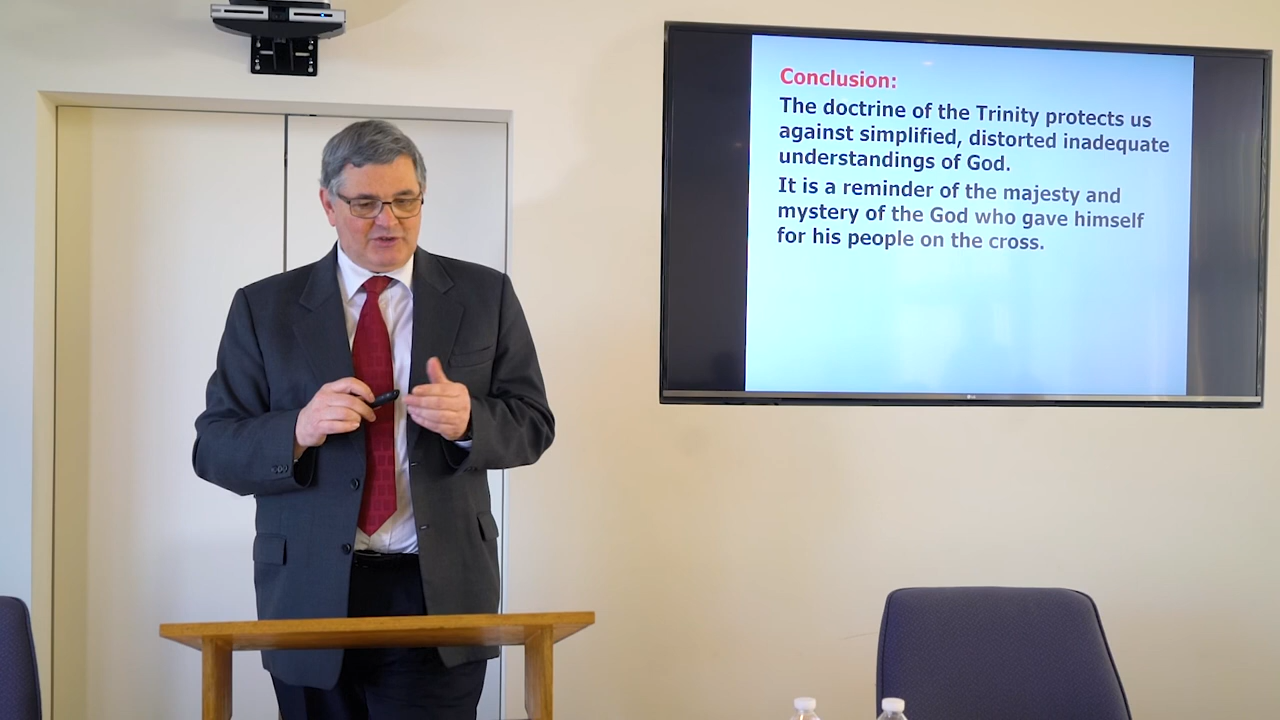 Conclusion:
The doctrine of the Trinity protects us
against simplified, distorted inadequate
understandings of God.
It is a reminder of the majesty and
mystery of the God who gave himself
for his people on the cross.